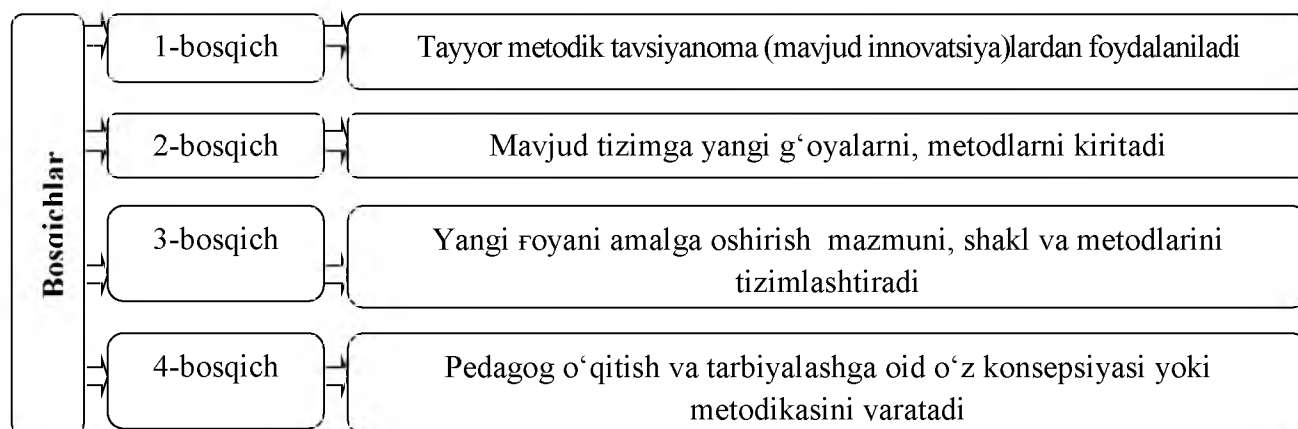 Bosqichlar
1-bosqich
Tayyor metodik tavsiyanoma (mavjud innovatsiya)lardan foydalaniladi
2-bosqich
Mavjud tizimga yangi g‘oyalarni, metodlarni kiritadi
3-bosqich
Yangi ғoyani amalga oshirish mazmuni, shakl va metodlarini
tizimlashtiradi
4-bosqich
Pedagog o‘qitish va tarbiyalashga oid o‘z konsepsiyasi yoki
metodikasini yaratadi